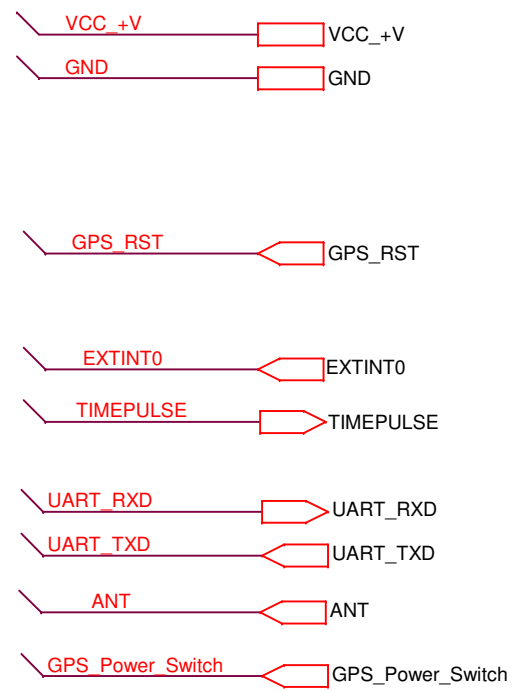 VCC_+V VCC_+V
GND GND
GPS_RST GPS_RST
EXTINT0 EXTINT0
TIMEPULSE TIMEPULSE
UART_RXD UART_RXD
UART_TXD UART_TXD
ANT ANT
GPS_Power_Switch GPS_Power_Switch